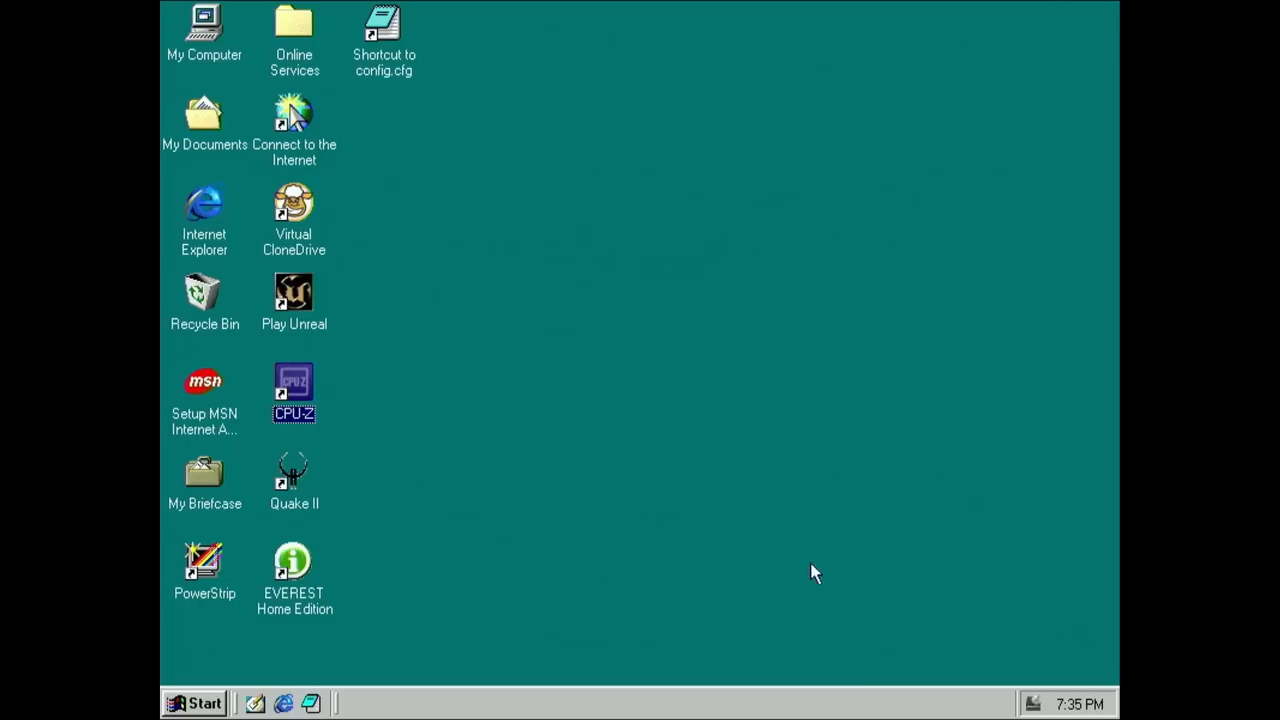 My Computer
Online
Services
Shortcut to
config.cfg
My Documents
Connect to the
Internet
Internet
Explorer
Virtual
CloneDrive
Recycle Bin
Play Unreal
msn
Setup MSN
Internet A...
CPU-Z
CPU-Z
My Briefcase
Quake II
PowerStrip
EVEREST
Home Edition
Start
7:35 PM